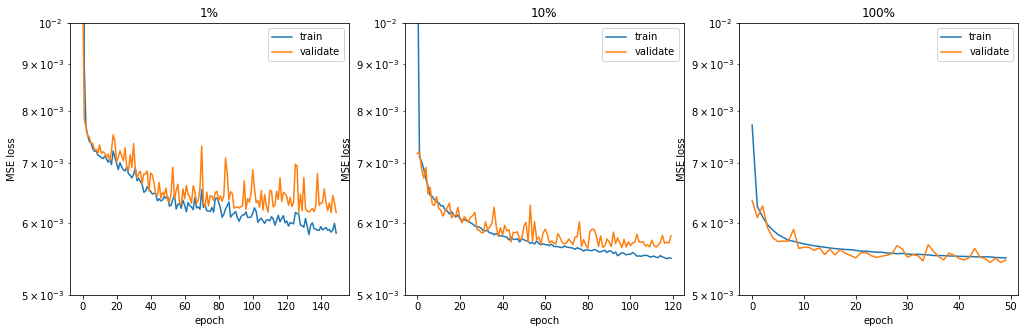 1%
10⁻²
9 × 10⁻³
8 × 10⁻³
7 × 10⁻³
6 × 10⁻³
5 × 10⁻³
MSE loss
0 20 40 60 80 100 120 140
epoch
train
validate
10%
10⁻²
9 × 10⁻³
8 × 10⁻³
7 × 10⁻³
6 × 10⁻³
5 × 10⁻³
MSE loss
0 20 40 60 80 100 120
epoch
train
validate
100%
10⁻²
9 × 10⁻³
8 × 10⁻³
7 × 10⁻³
6 × 10⁻³
5 × 10⁻³
MSE loss
0 10 20 30 40 50
epoch
train
validate